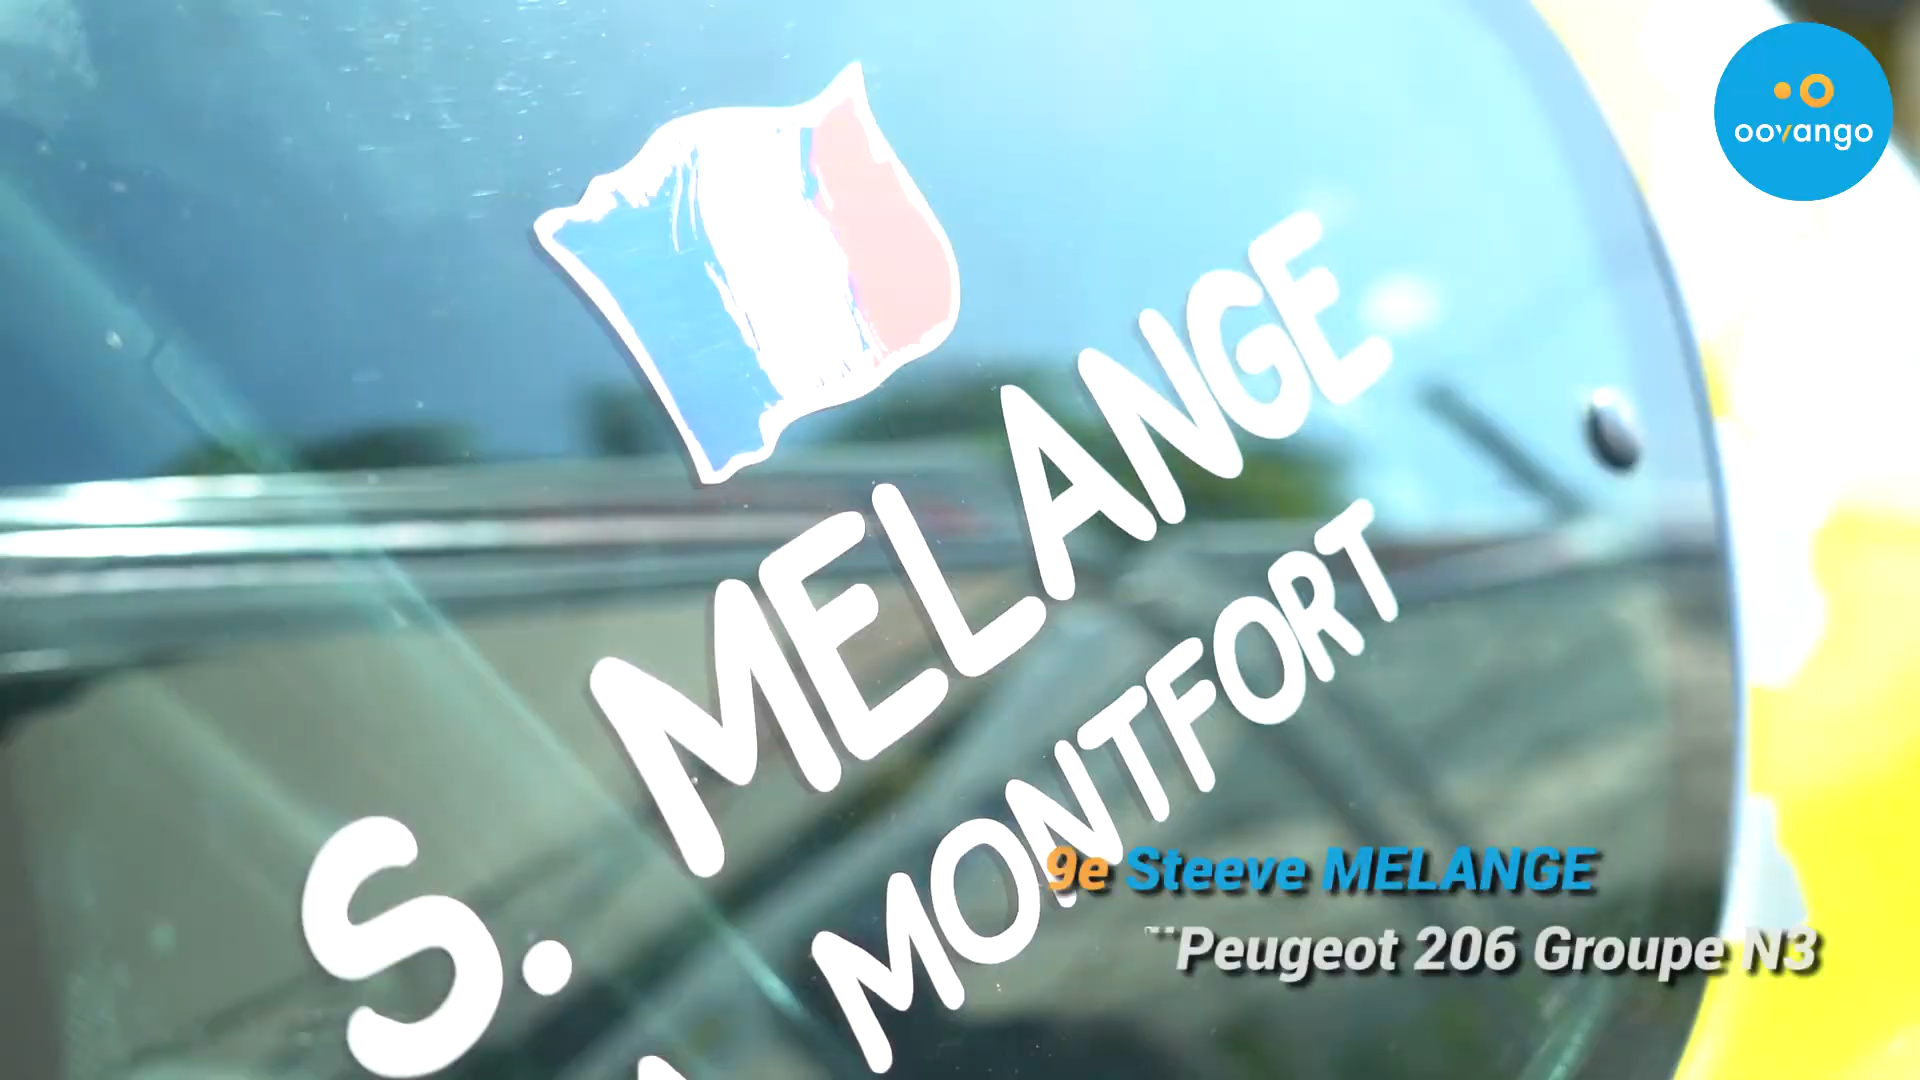 oovango
S. MELANGE
MONTFORT
9e Steeve MELANGE
Peugeot 206 Groupe N3